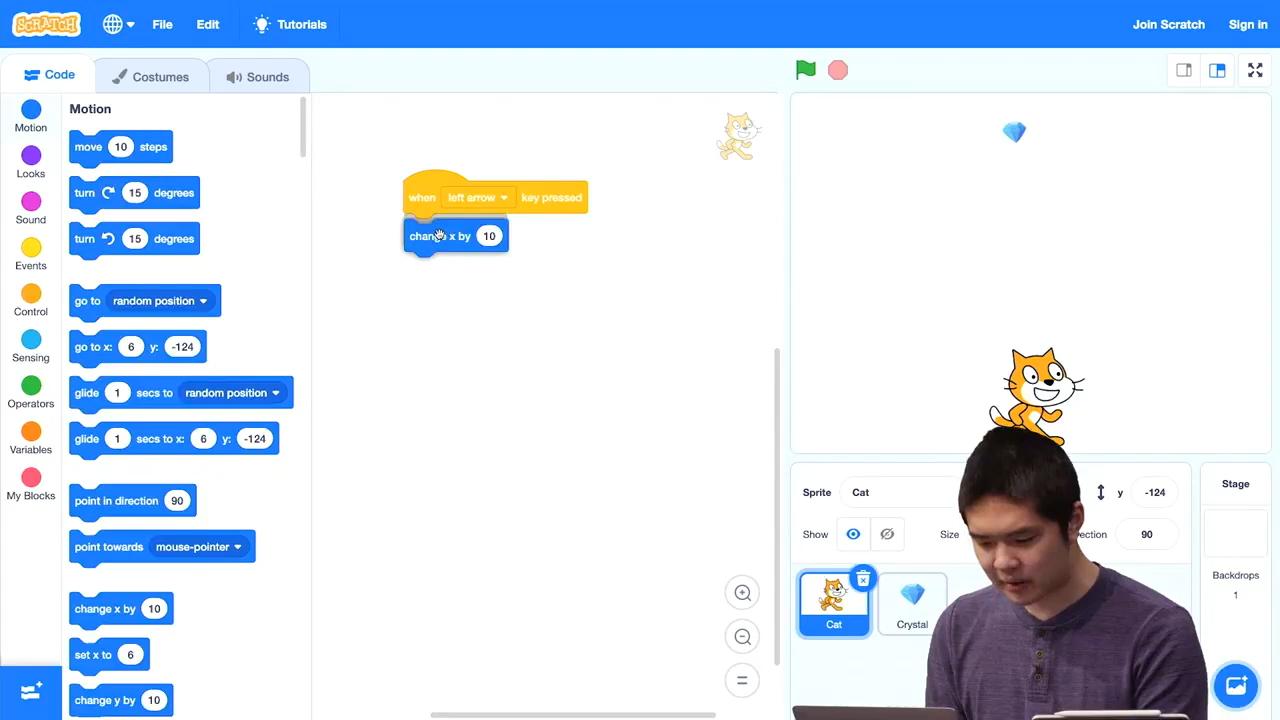 SCRATCH File Edit Tutorials Join Scratch Sign in
Code Costumes Sounds
Motion
Looks
Sound
Events
Control
Sensing
Operators
Variables
My Blocks
Motion
move 10 steps
turn 15 degrees
turn 15 degrees
go to random position
go to x: 6 y: -124
glide 1 secs to random position
glide 1 secs to x: 6 y: -124
point in direction 90
point towards mouse-pointer
change x by 10
set x to 6
change y by 10
when left arrow key pressed
change x by 10
Sprite Cat y -124
Show Size ection 90
Cat
Crystal
Stage
Backdrops
1